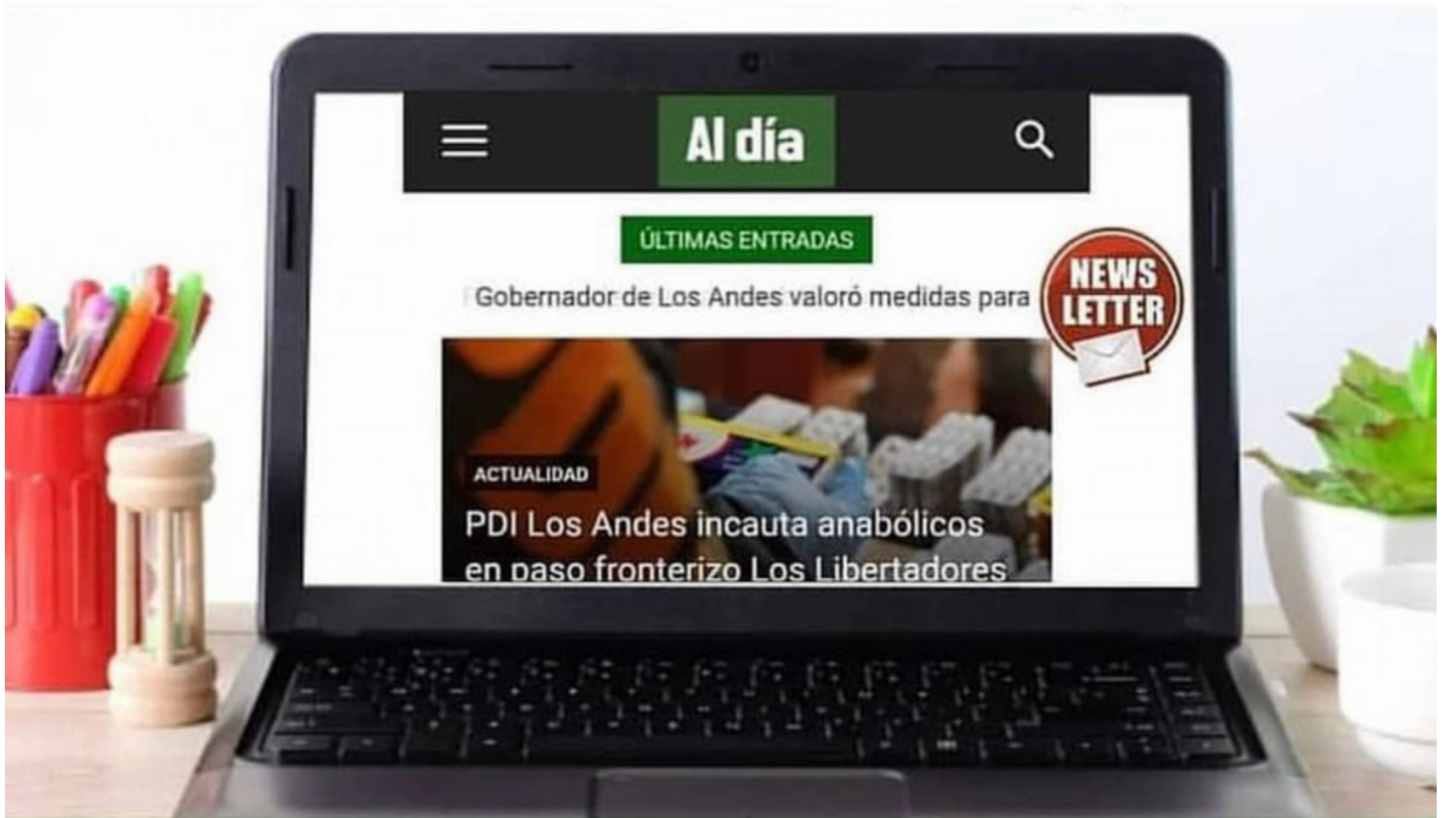 Al día
ÚLTIMAS ENTRADAS
Gobernador de Los Andes valoró medidas para
NEWS
LETTER
ACTUALIDAD
PDI Los Andes incauta anabólicos
en paso fronterizo Los Libertadores